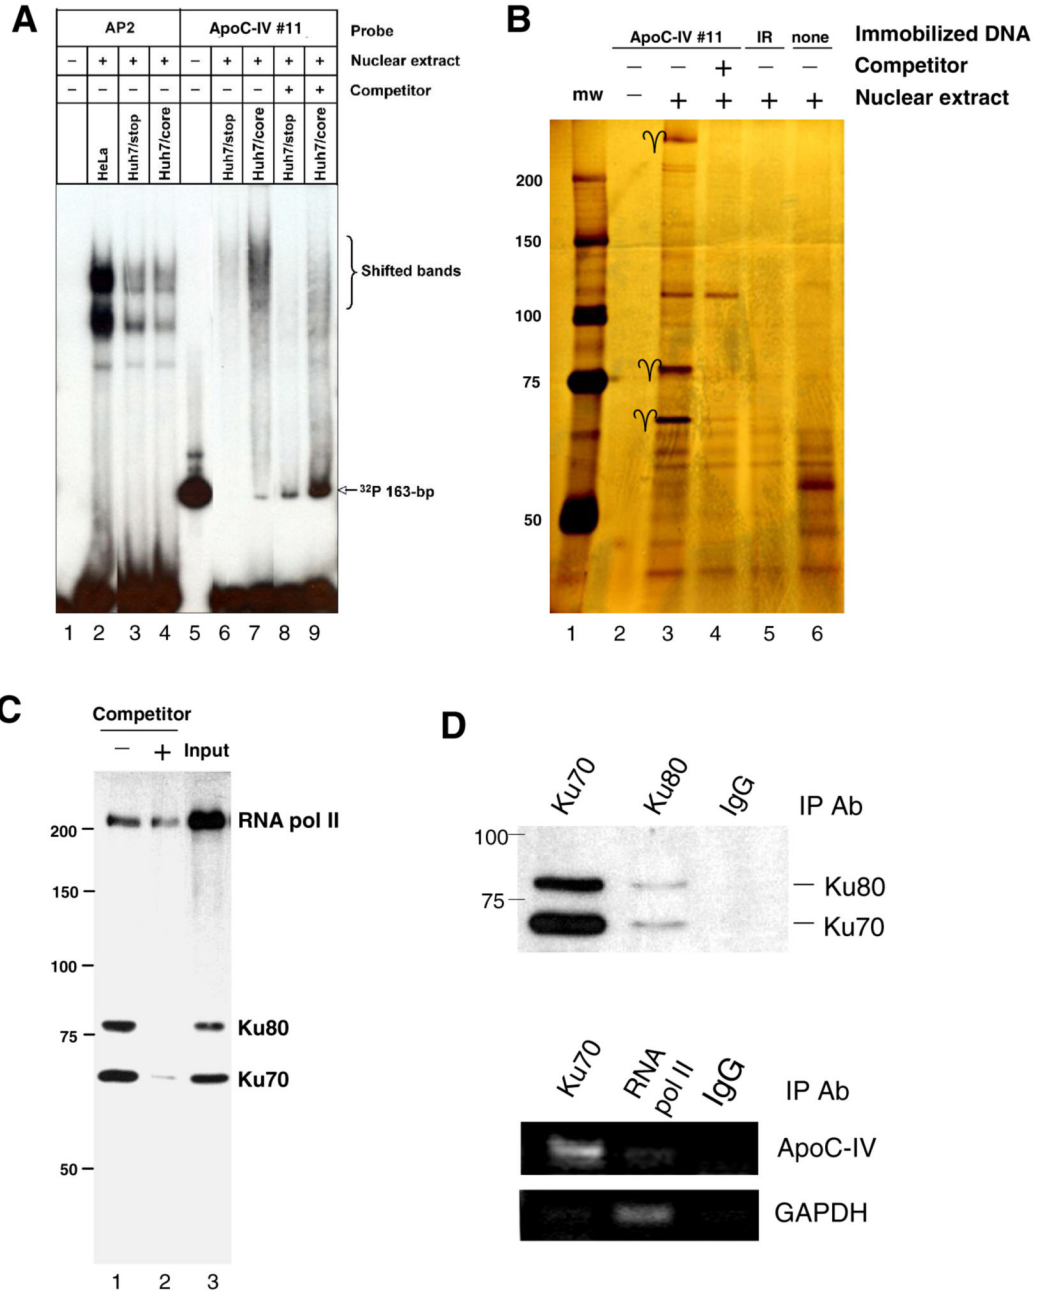 A
AP2 ApoC-IV #11 Probe
− + + + − + + + + Nuclear extract
− − − − − − − + + Competitor
HeLa Huh7/stop Huh7/core Huh7/stop Huh7/core Huh7/stop Huh7/core
Shifted bands
32P 163-bp
1 2 3 4 5 6 7 8 9
B
ApoC-IV #11 IR none Immobilized DNA
− − + − − Competitor
mw − + + + + Nuclear extract
200
150
100
75
50
1 2 3 4 5 6
C
Competitor
− + Input
200 RNA pol II
150
100
75 Ku80
Ku70
50
1 2 3
D
Ku70 Ku80 IgG IP Ab
100
Ku80
75
Ku70
Ku70 RNA pol II IgG IP Ab
ApoC-IV
GAPDH